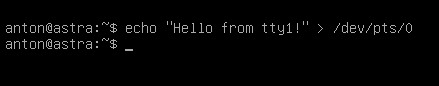 anton@astra:~$ echo "Hello from tty1!" > /dev/pts/0
anton@astra:~$ _